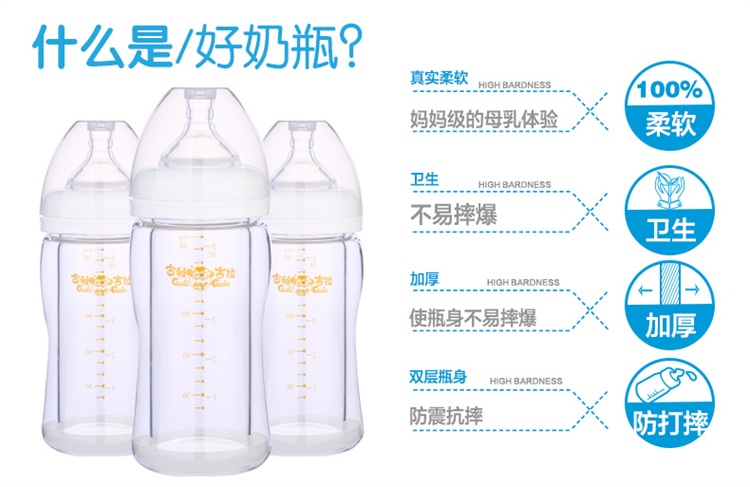 什么是/好奶瓶?
真实柔软 HIGH BARDNESS
妈妈级的母乳体验
100%
柔软
卫生 HIGH BARDNESS
不易摔爆
卫生
加厚 HIGH BARDNESS
使瓶身不易摔爆
加厚
双层瓶身 HIGH BARDNESS
防震抗摔
防打摔